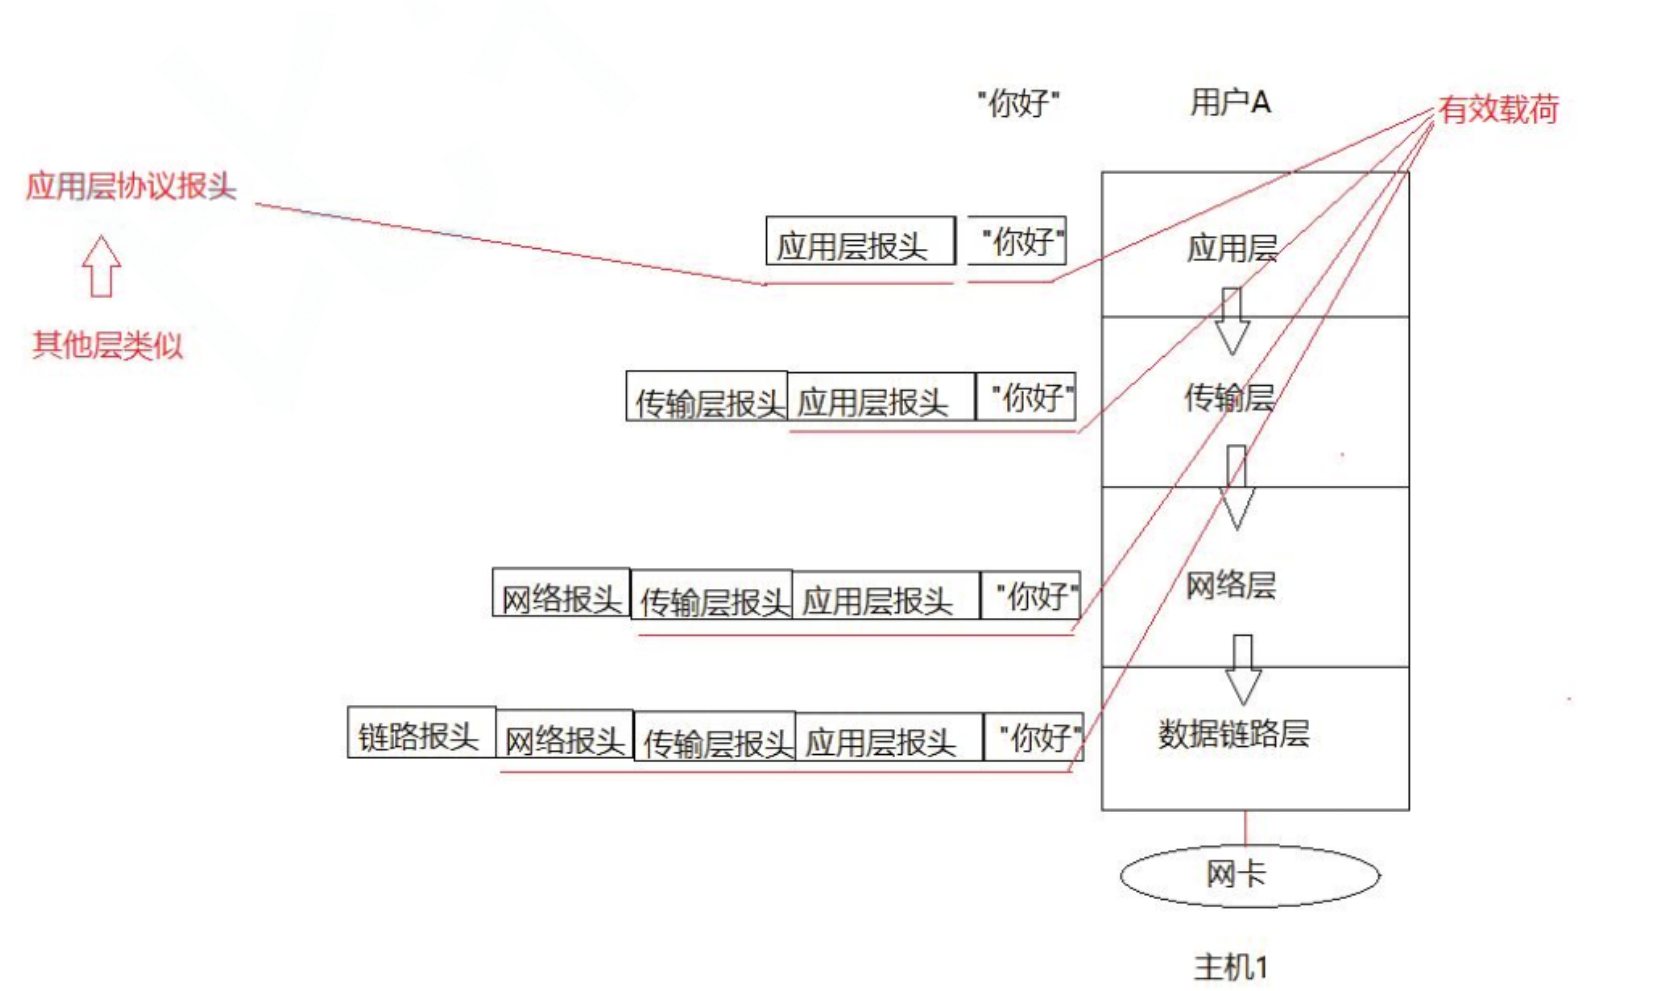 "你好"
用户A
有效载荷
应用层协议报头
应用层报头
"你好"
应用层
其他层类似
传输层报头
应用层报头
"你好"
传输层
网络报头
传输层报头
应用层报头
"你好"
网络层
链路报头
网络报头
传输层报头
应用层报头
"你好"
数据链路层
网卡
主机1